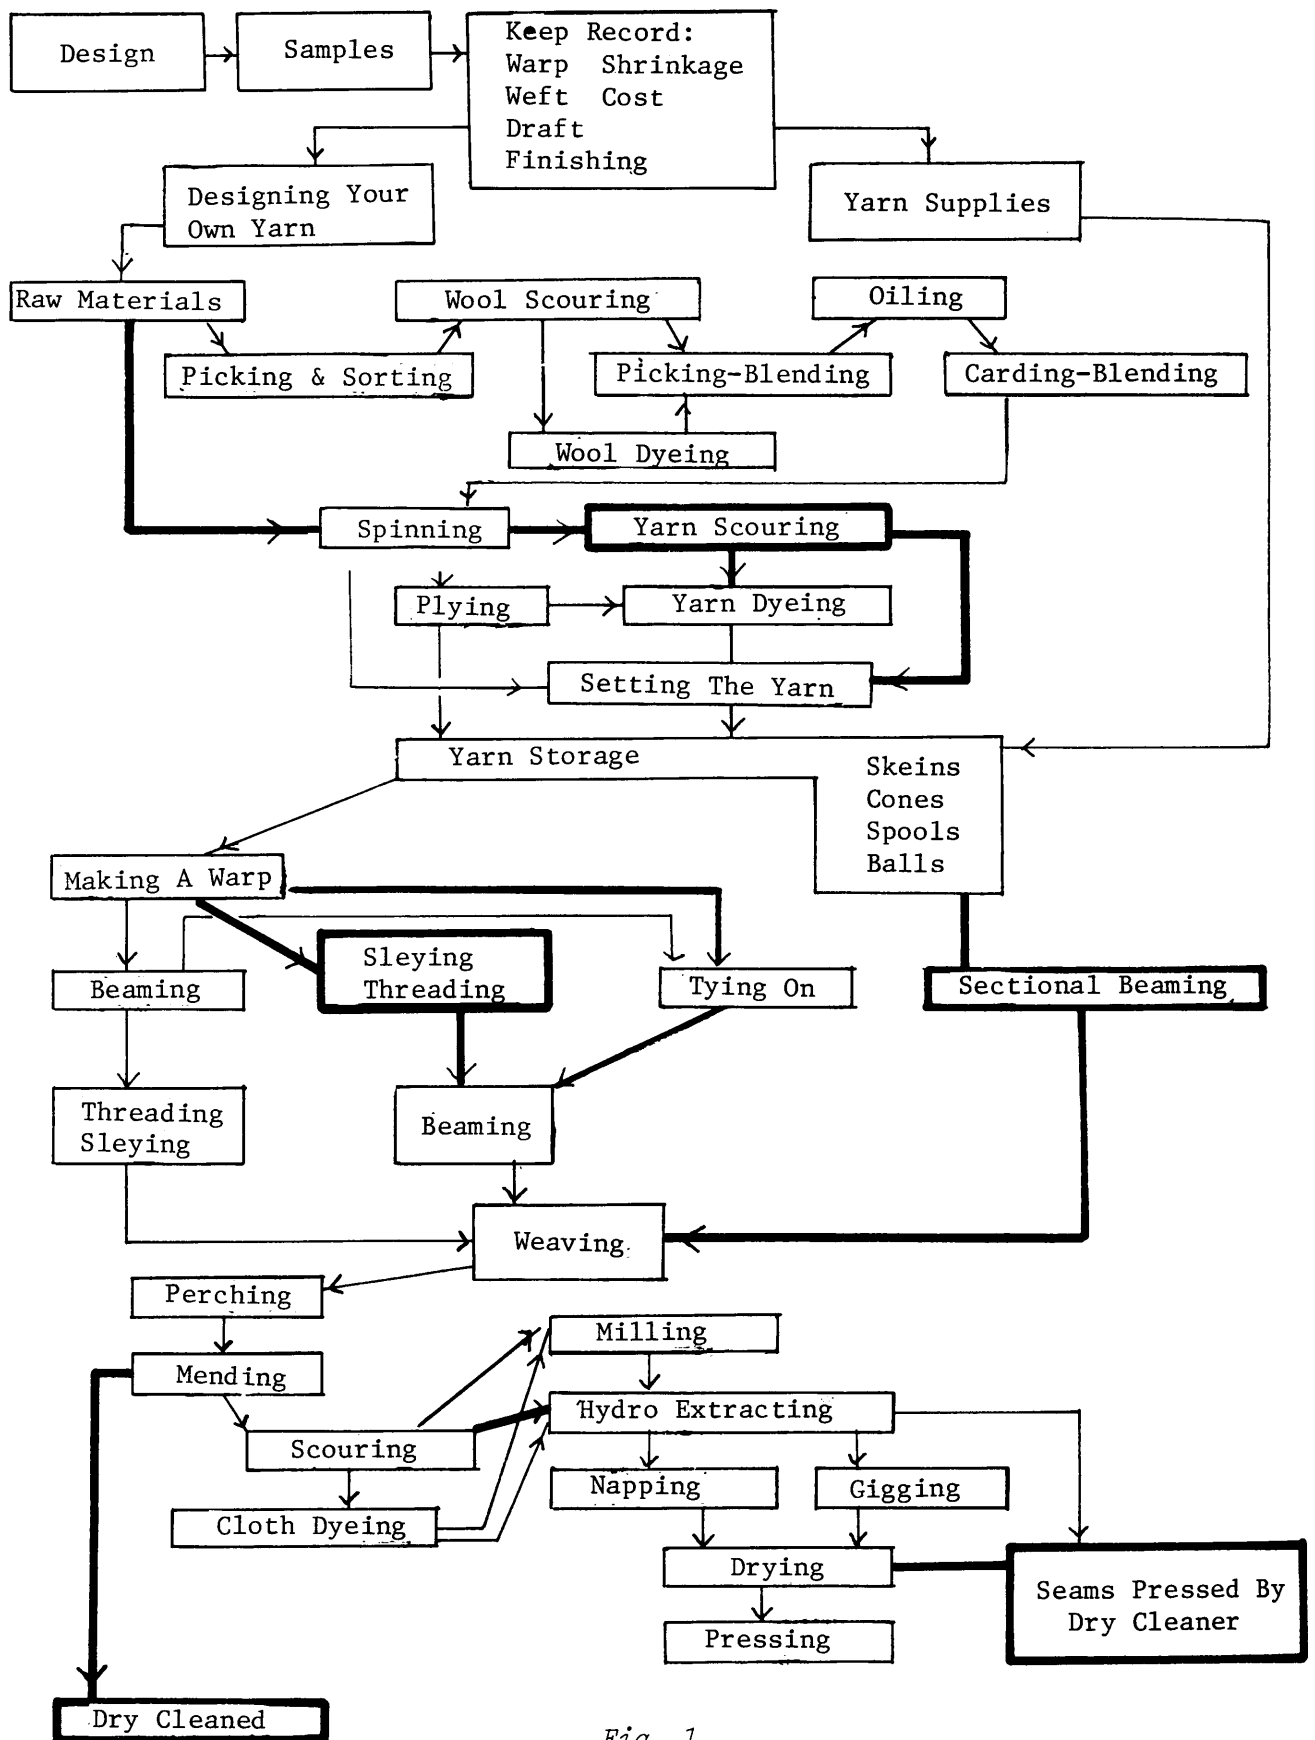 Design
Samples
Keep Record:
Warp Shrinkage
Weft Cost
Draft
Finishing
Designing Your
Own Yarn
Yarn Supplies
Raw Materials
Wool Scouring
Oiling
Picking & Sorting
Picking-Blending
Carding-Blending
Wool Dyeing
Spinning
Yarn Scouring
Plying
Yarn Dyeing
Setting The Yarn
Yarn Storage
Skeins
Cones
Spools
Balls
Making A Warp
Beaming
Sleying
Threading
Tying On
Sectional Beaming
Threading
Sleying
Beaming
Weaving
Perching
Milling
Mending
Hydro Extracting
Scouring
Napping
Gigging
Cloth Dyeing
Drying
Seams Pressed By
Dry Cleaner
Pressing
Dry Cleaned
Fig. 1